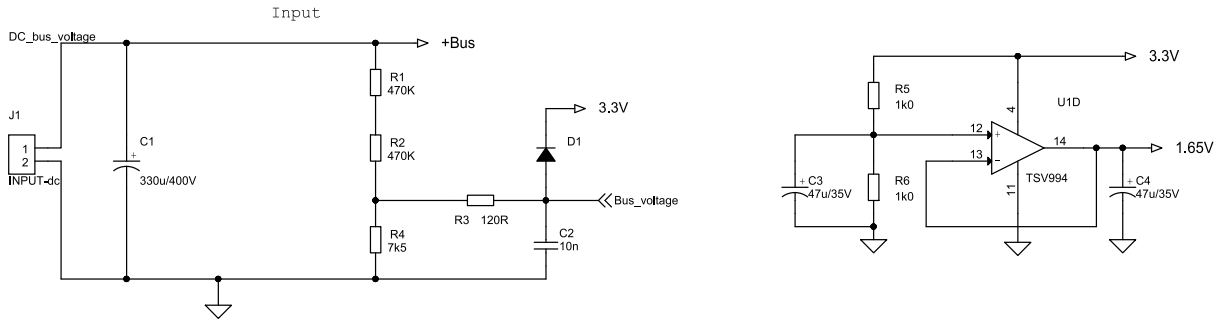 Input
DC_bus_voltage
+Bus
R1
470K
J1
1
2
INPUT-dc
C1
+
330u/400V
R2
470K
3.3V
D1
R3 120R
Bus_voltage
R4
7k5
C2
10n
3.3V
R5
1k0
4
U1D
12
+
13
-
14
1.65V
TSV994
11
C3
+
47u/35V
R6
1k0
C4
+
47u/35V